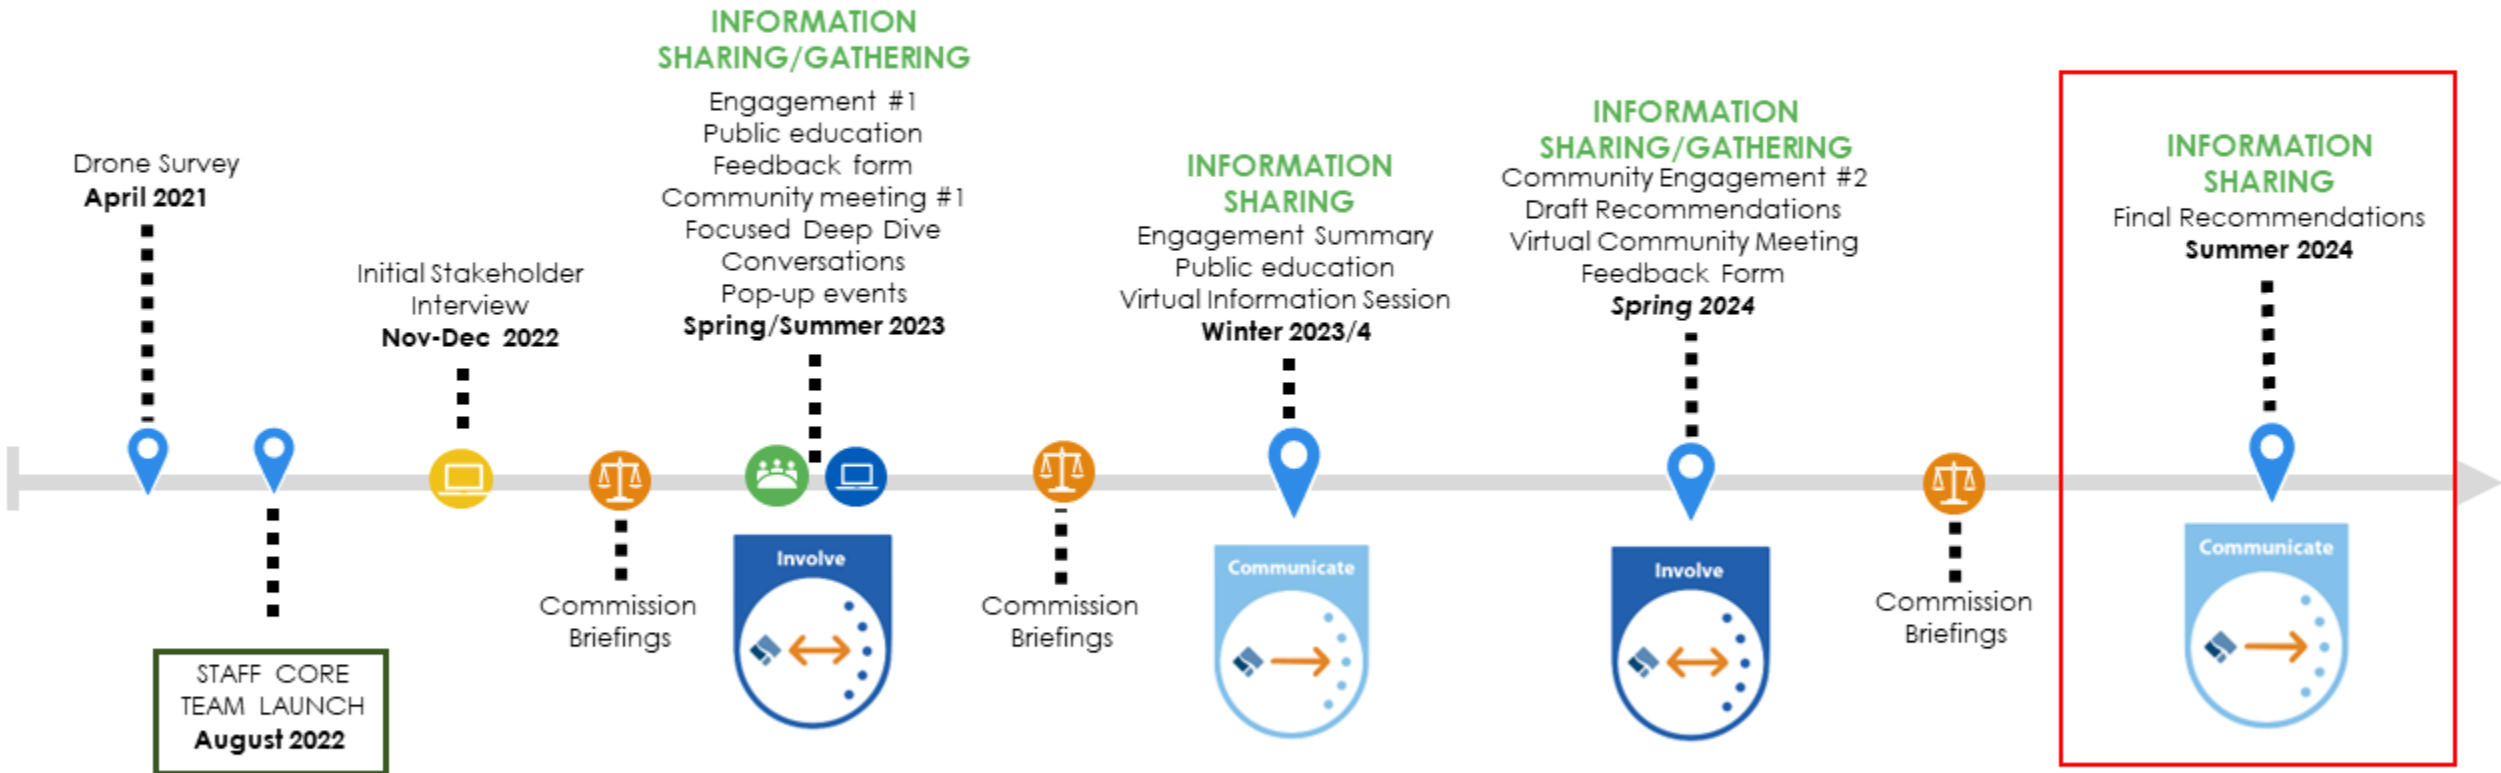 Drone Survey
April 2021
STAFF CORE
TEAM LAUNCH
August 2022
Initial Stakeholder
Interview
Nov-Dec 2022
Commission
Briefings
INFORMATION
SHARING/GATHERING
Engagement #1
Public education
Feedback form
Community meeting #1
Focused Deep Dive
Conversations
Pop-up events
Spring/Summer 2023
Involve
Commission
Briefings
INFORMATION
SHARING
Engagement Summary
Public education
Virtual Information Session
Winter 2023/4
Communicate
INFORMATION
SHARING/GATHERING
Community Engagement #2
Draft Recommendations
Virtual Community Meeting
Feedback Form
Spring 2024
Involve
Commission
Briefings
INFORMATION
SHARING
Final Recommendations
Summer 2024
Communicate